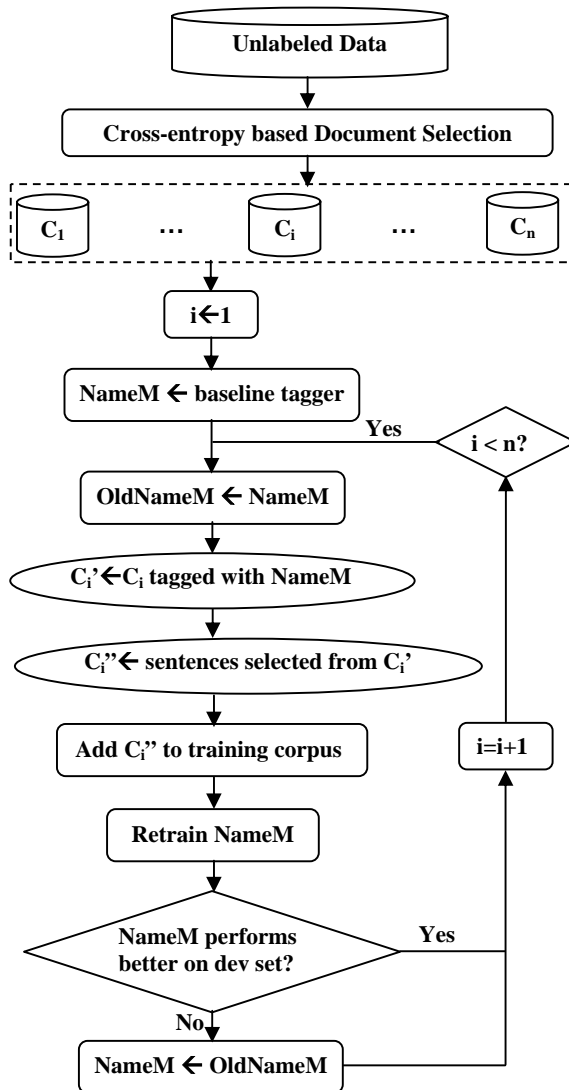 Unlabeled Data
Cross-entropy based Document Selection
C1 … Ci … Cn
i←1
NameM ← baseline tagger
Yes
i < n?
OldNameM ← NameM
Ci’←Ci tagged with NameM
Ci’’← sentences selected from Ci’
Add Ci’’ to training corpus
i=i+1
Retrain NameM
NameM performs
better on dev set?
Yes
No
NameM ← OldNameM